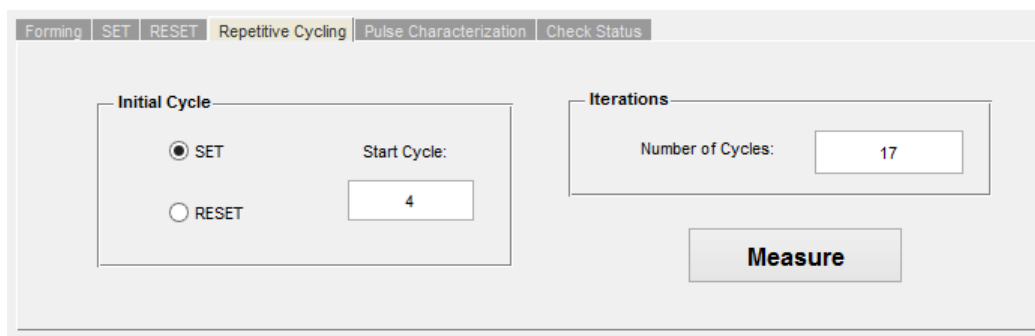 Forming SET RESET Repetitive Cycling Pulse Characterization Check Status
Initial Cycle
SET
Start Cycle:
4
RESET
Iterations
Number of Cycles: 17
Measure